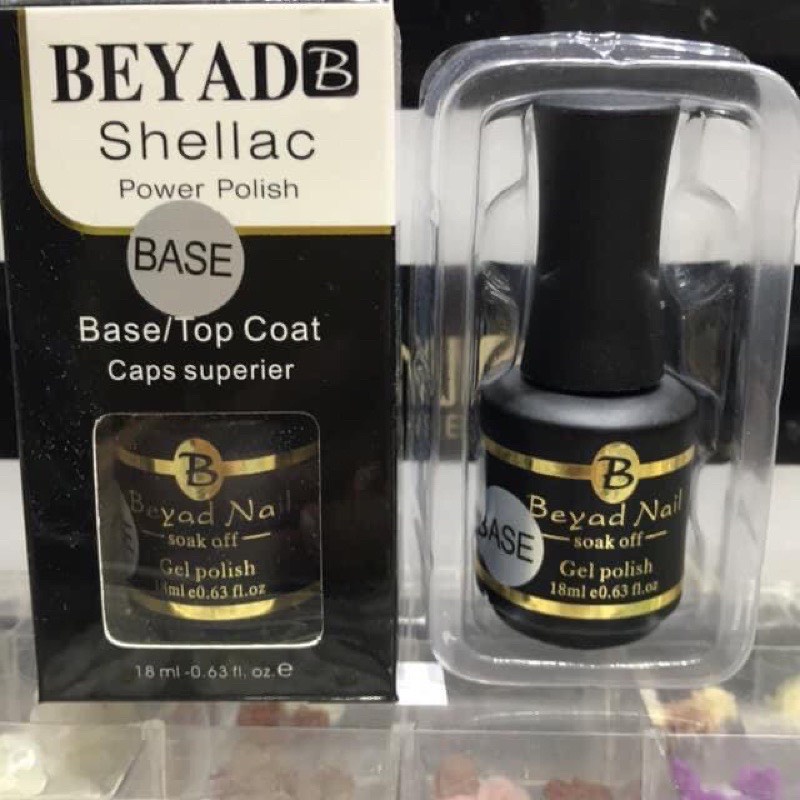 BEYAD B
Shellac
Power Polish
BASE
Base/Top Coat
Caps superier
B
Beyad Nail
soak off
Gel polish
18ml e0.63 fl.oz
18 ml -0.63 fl. oz.e
B
Beyad Nail
BASE
soak off
Gel polish
18ml e0.63 fl.oz